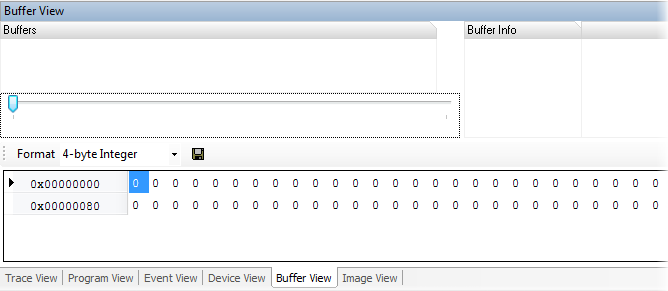 Buffer View
Buffers Buffer Info
Format 4-byte Integer
0x00000000 0 0 0 0 0 0 0 0 0 0 0 0 0 0 0 0 0 0 0 0 0 0 0 0 0 0 0
0x00000080 0 0 0 0 0 0 0 0 0 0 0 0 0 0 0 0 0 0 0 0 0 0 0 0 0 0 0
Trace View Program View Event View Device View Buffer View Image View